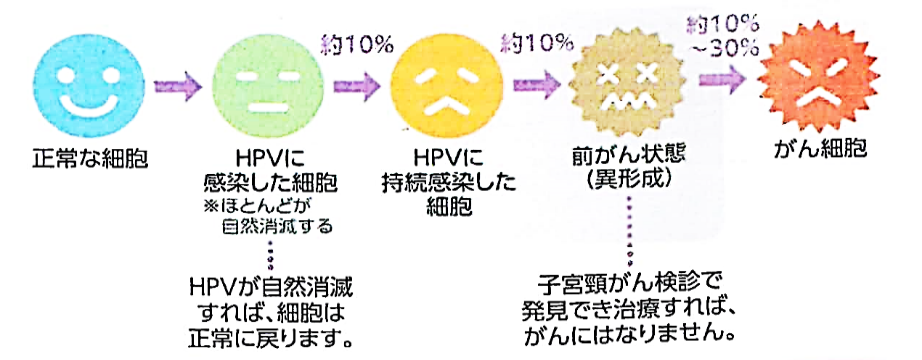 約10%
約10%
約10%
～30%
正常な細胞
HPVに
感染した細胞
※ほとんどが
自然消滅する
HPVに
持続感染した
細胞
前がん状態
(異形成)
がん細胞
HPVが自然消滅
すれば、細胞は
正常に戻ります。
子宮頸がん検診で
発見でき治療すれば、
がんにはなりません。